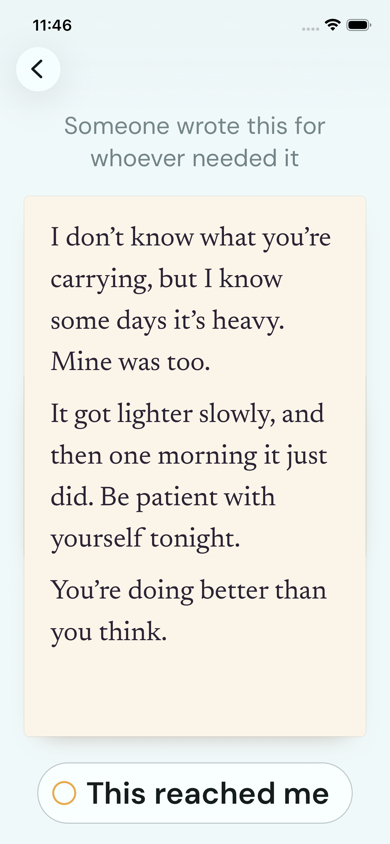 11:46
Someone wrote this for
whoever needed it
I don’t know what you’re
carrying, but I know
some days it’s heavy.
Mine was too.
It got lighter slowly, and
then one morning it just
did. Be patient with
yourself tonight.
You’re doing better than
you think.
This reached me